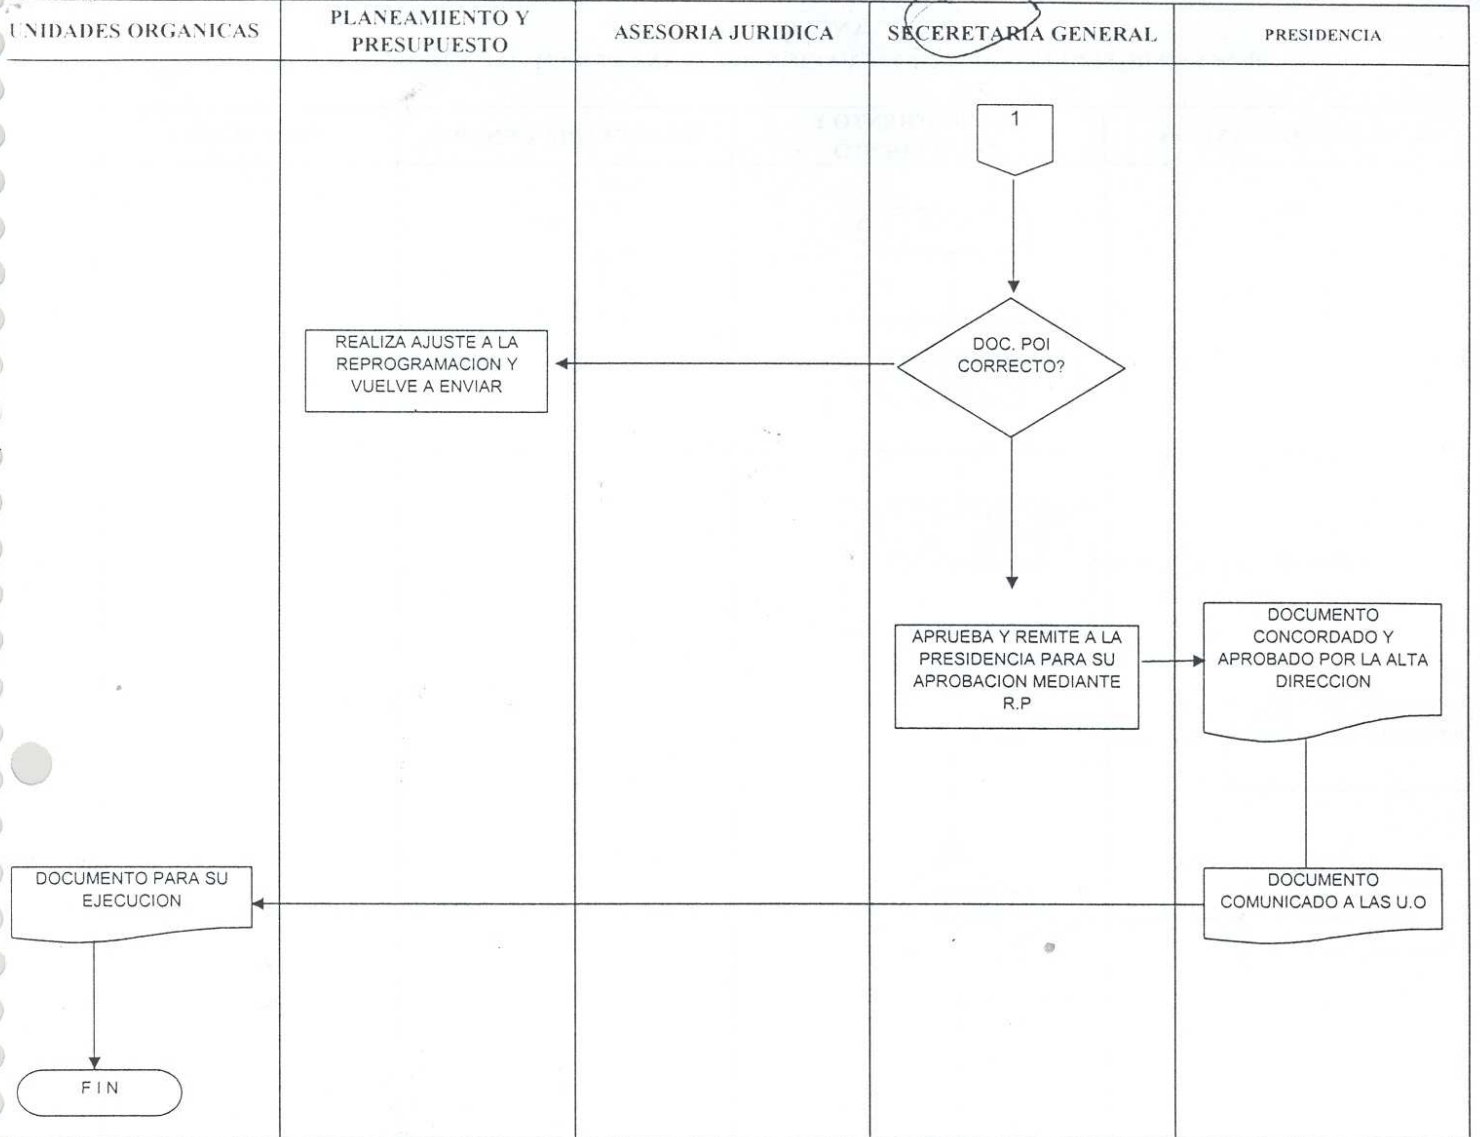 UNIDADES ORGANICAS
PLANEAMIENTO Y
PRESUPUESTO
ASESORIA JURIDICA
SECERETARIA GENERAL
PRESIDENCIA
1
DOC. POI
CORRECTO?
REALIZA AJUSTE A LA
REPROGRAMACION Y
VUELVE A ENVIAR
APRUEBA Y REMITE A LA
PRESIDENCIA PARA SU
APROBACION MEDIANTE
R.P
DOCUMENTO
CONCORDADO Y
APROBADO POR LA ALTA
DIRECCION
DOCUMENTO
COMUNICADO A LAS U.O
DOCUMENTO PARA SU
EJECUCION
F I N